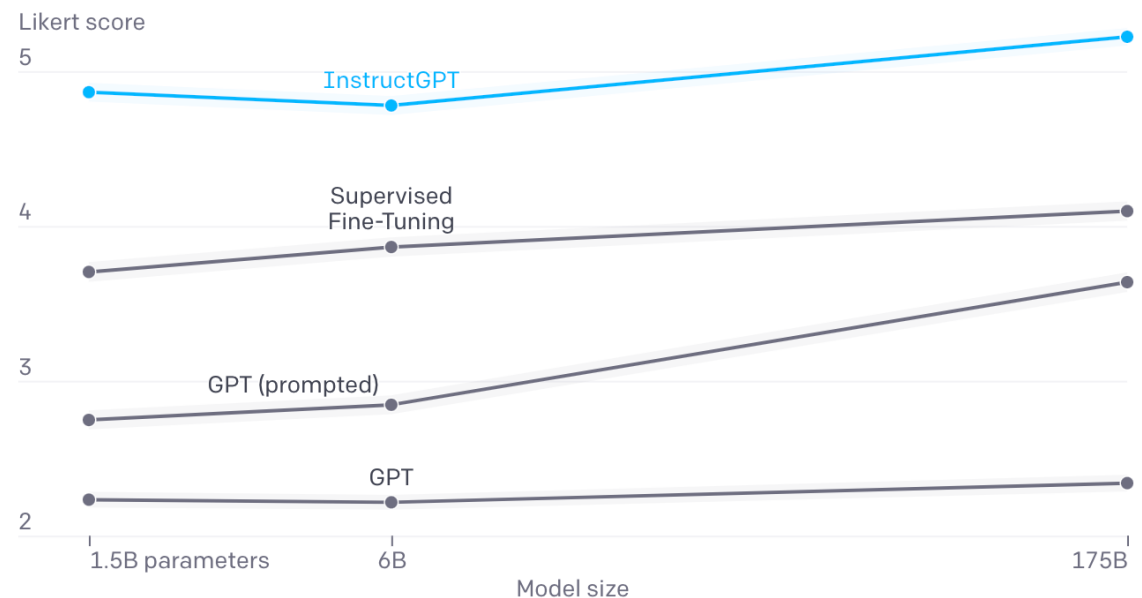 Likert score
5
InstructGPT
Supervised
Fine-Tuning
4
3
GPT (prompted)
GPT
2
1.5B parameters
6B
175B
Model size